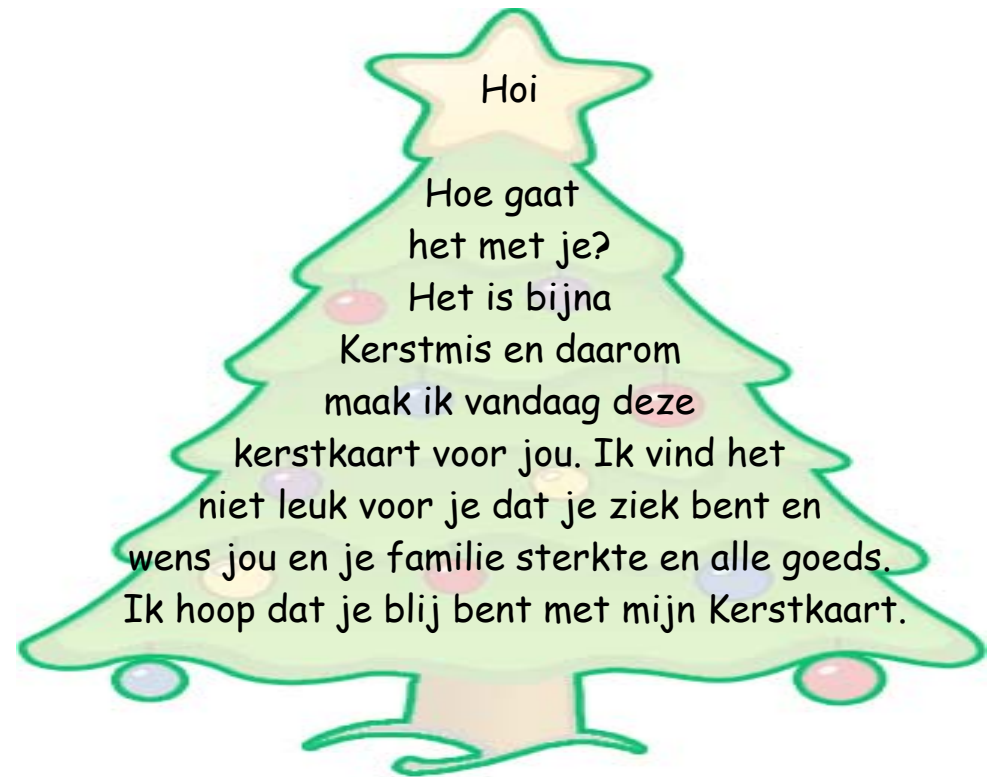 Hoi
Hoe gaat
het met je?
Het is bijna
Kerstmis en daarom
maak ik vandaag deze
kerstkaart voor jou. Ik vind het
niet leuk voor je dat je ziek bent en
wens jou en je familie sterkte en alle goeds.
Ik hoop dat je blij bent met mijn Kerstkaart.